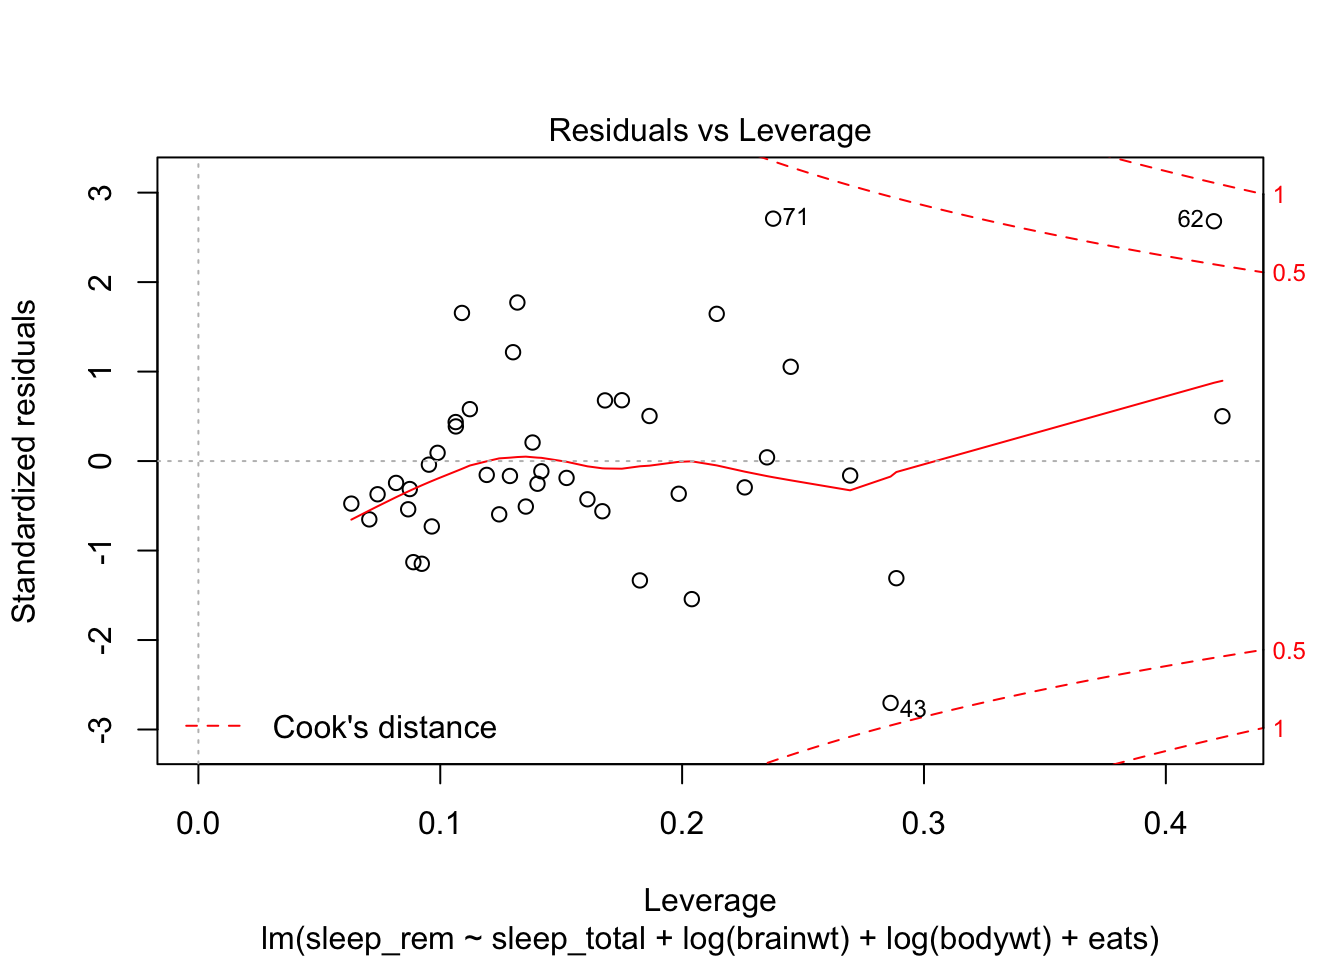 Residuals vs Leverage
Standardized residuals
3
2
1
0
-1
-2
-3
71
62
43
1
0.5
0.5
1
Cook's distance
0.0 0.1 0.2 0.3 0.4
Leverage
lm(sleep_rem ~ sleep_total + log(brainwt) + log(bodywt) + eats)